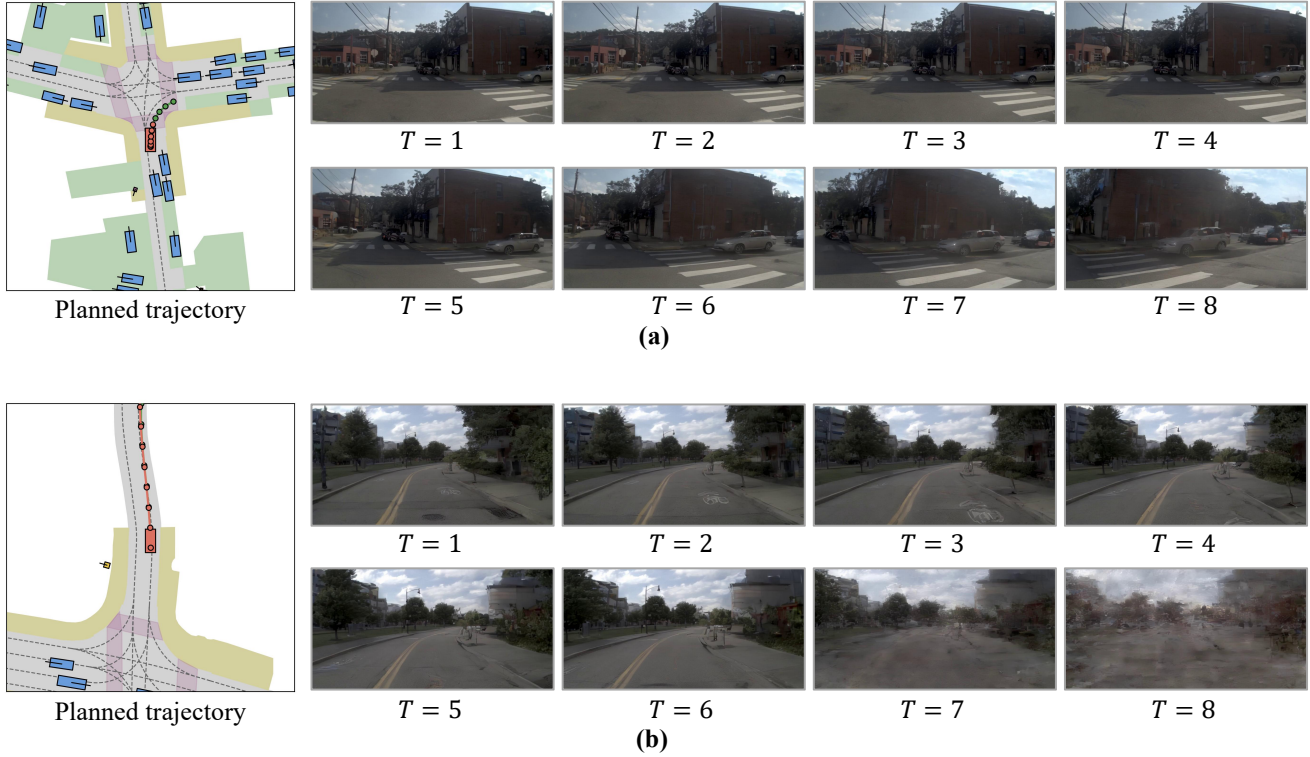 T = 1 T = 2 T = 3 T = 4
T = 5 T = 6 T = 7 T = 8
Planned trajectory
(a)
T = 1 T = 2 T = 3 T = 4
T = 5 T = 6 T = 7 T = 8
Planned trajectory
(b)